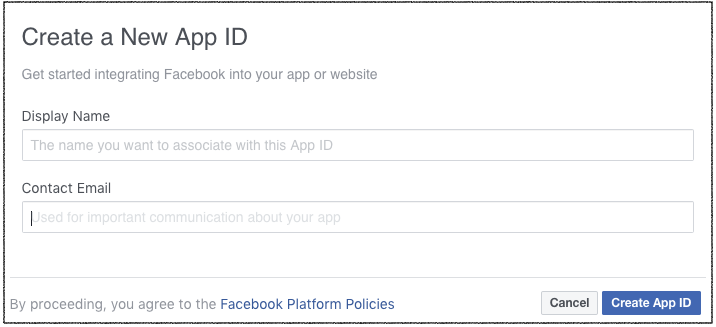 Create a New App ID
Get started integrating Facebook into your app or website
Display Name
The name you want to associate with this App ID
Contact Email
Used for important communication about your app
By proceeding, you agree to the Facebook Platform Policies
Cancel
Create App ID